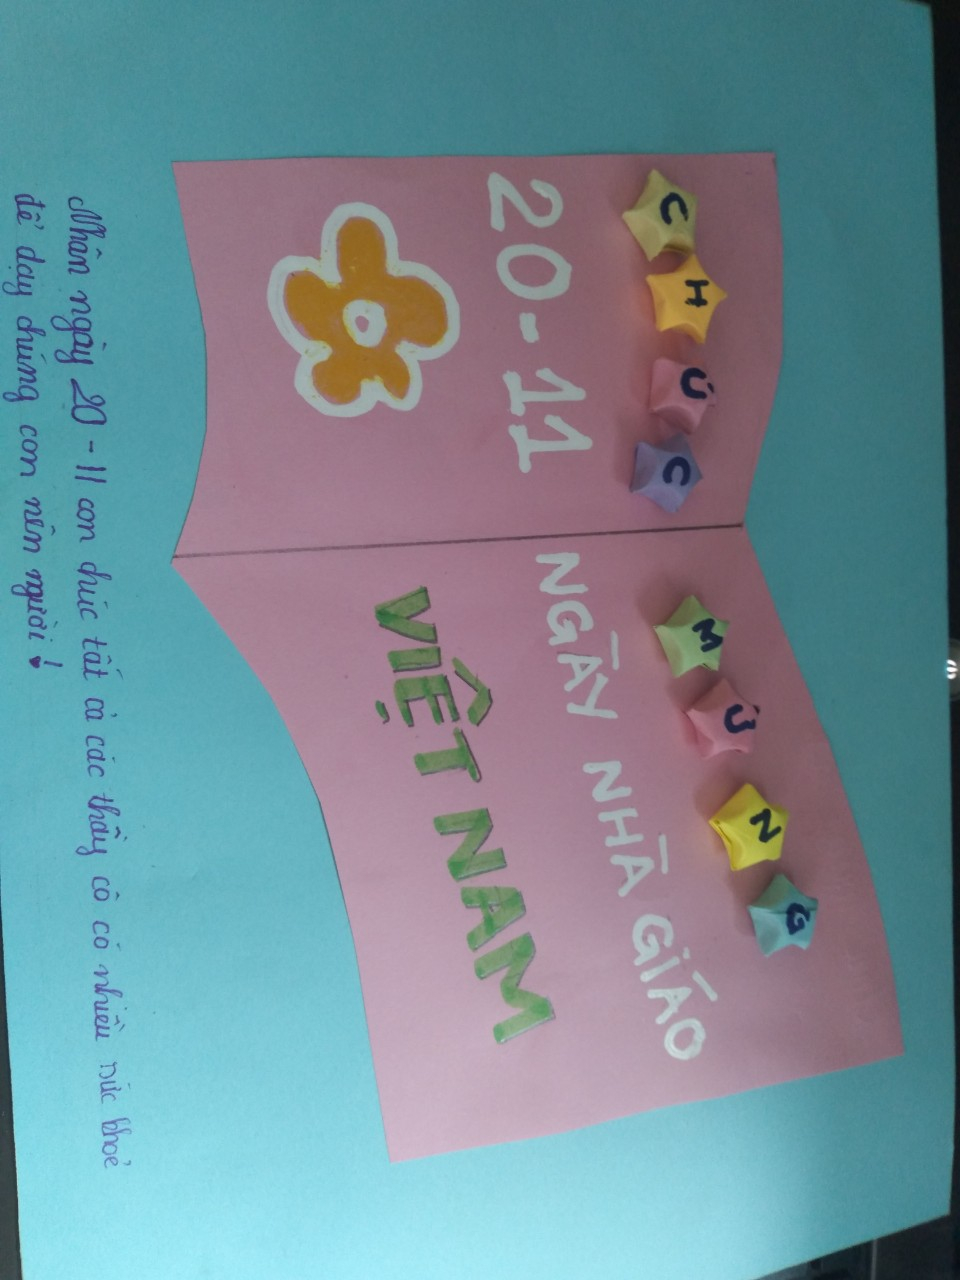 CHÚC MỪNG
20-11 NGÀY NHÀ GIÁO
VIỆT NAM
Nhân ngày 20-11 con chúc tất cả các thầy cô có nhiều sức khoẻ
để dạy chúng con nên người!